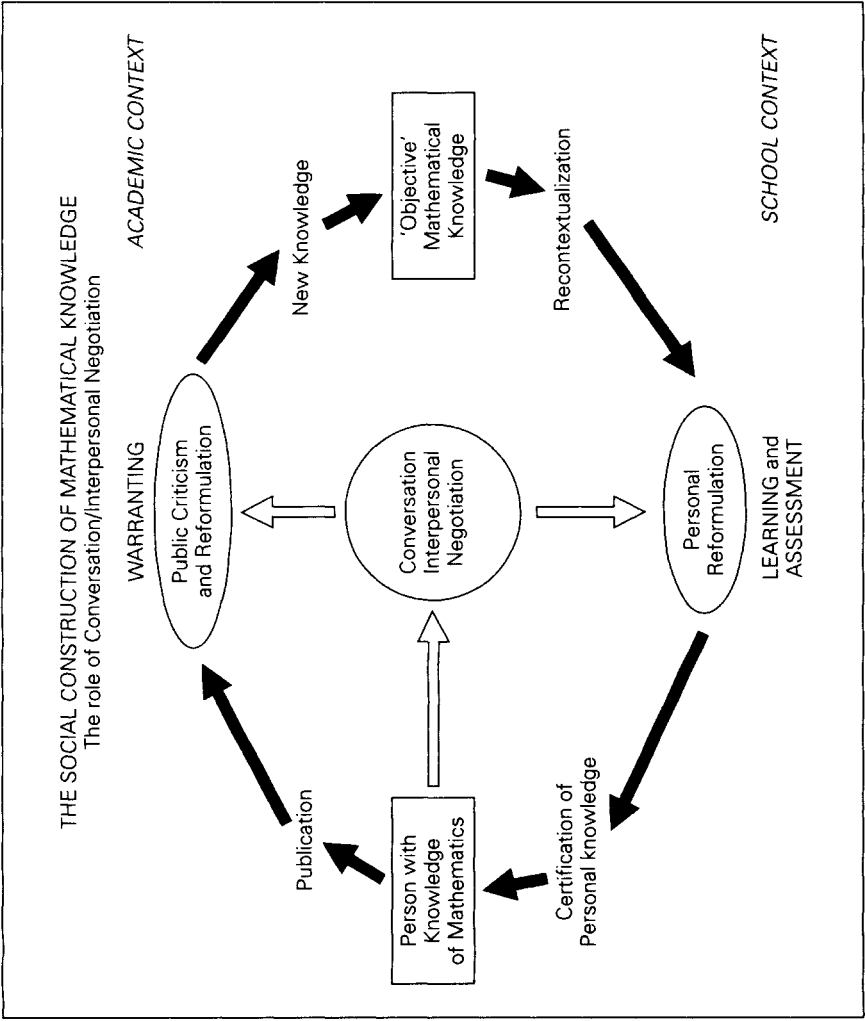 THE SOCIAL CONSTRUCTION OF MATHEMATICAL KNOWLEDGE
The role of Conversation/Interpersonal Negotiation
WARRANTING
ACADEMIC CONTEXT
Public Criticism
and Reformulation
Publication
New Knowledge
Person with
Knowledge
of Mathematics
Conversation
Interpersonal
Negotiation
'Objective'
Mathematical
Knowledge
Certification of
Personal knowledge
Recontextualization
Personal
Reformulation
LEARNING and
ASSESSMENT
SCHOOL CONTEXT